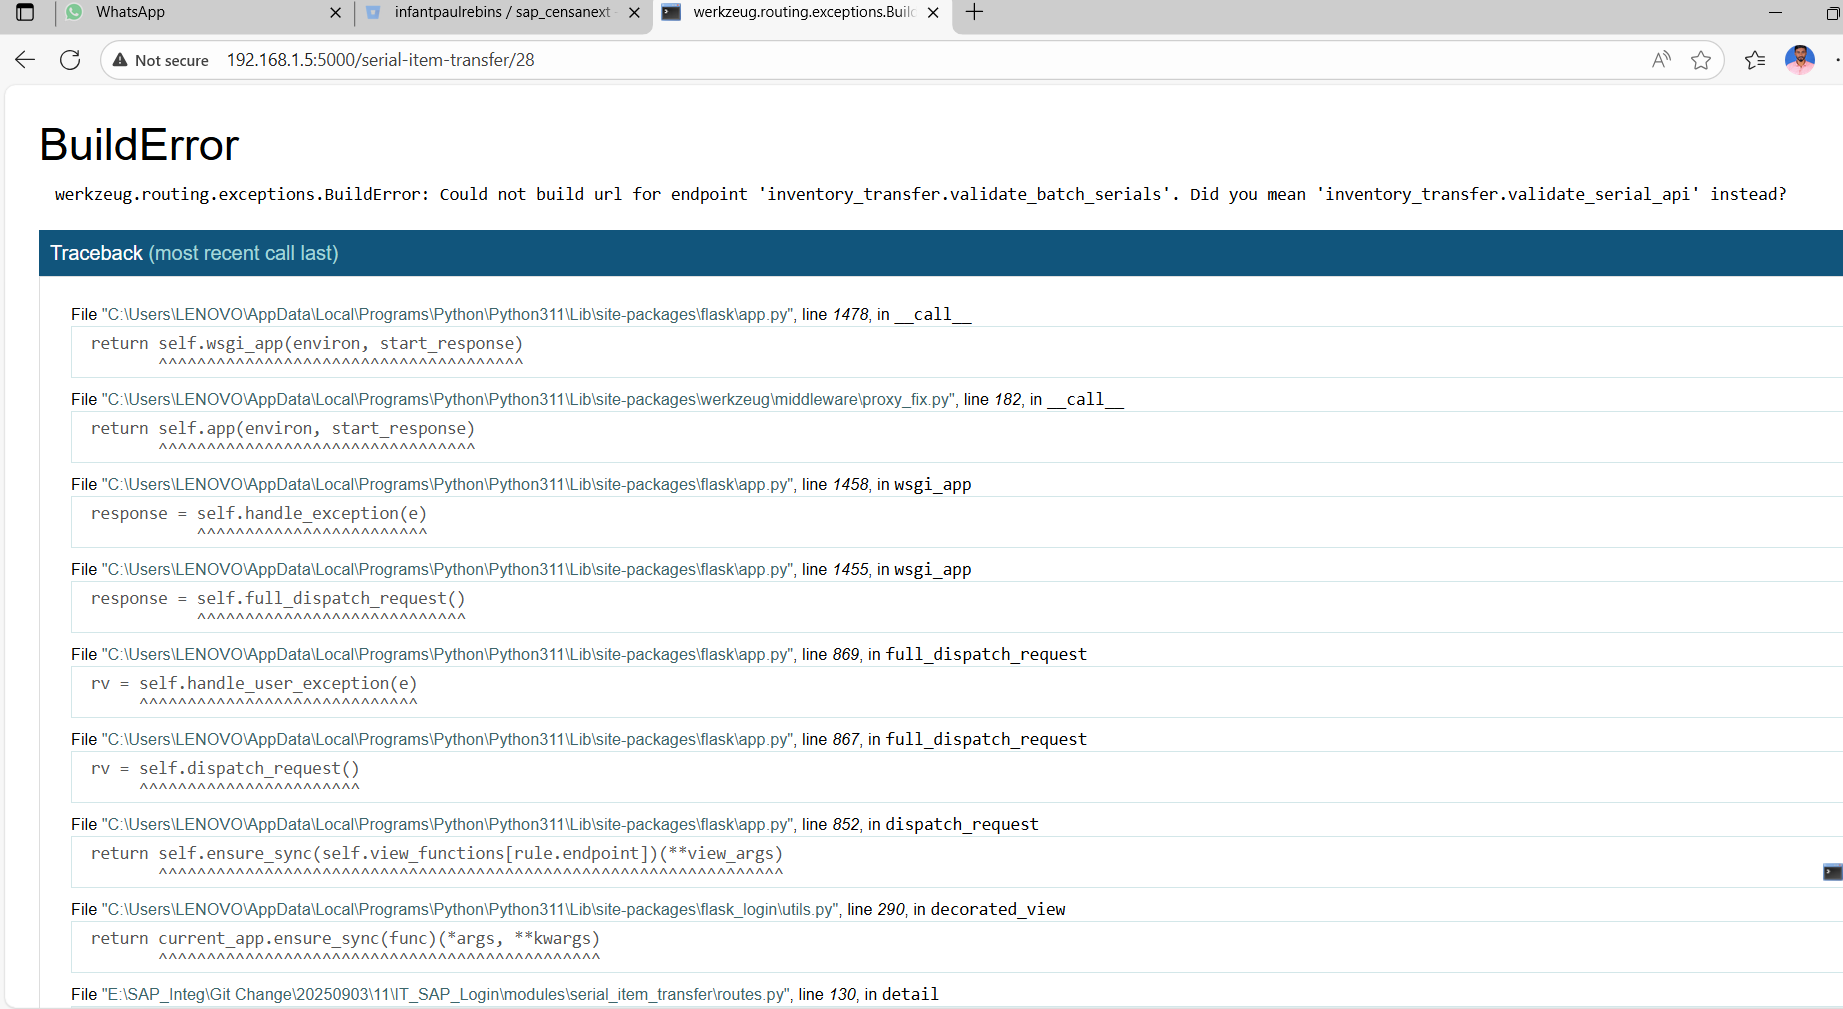 WhatsApp
infantpaulrebins / sap_censanext
werkzeug.routing.exceptions.Builc
Not secure 192.168.1.5:5000/serial-item-transfer/28
BuildError
werkzeug.routing.exceptions.BuildError: Could not build url for endpoint 'inventory_transfer.validate_batch_serials'. Did you mean 'inventory_transfer.validate_serial_api' instead?
Traceback (most recent call last)
File "C:\Users\LENOVO\AppData\Local\Programs\Python\Python311\Lib\site-packages\flask\app.py", line 1478, in __call__
return self.wsgi_app(environ, start_response)
^^^^^^^^^^^^^^^^^^^^^^^^^^^^^^^^^^^^^^
File "C:\Users\LENOVO\AppData\Local\Programs\Python\Python311\Lib\site-packages\werkzeug\middleware\proxy_fix.py", line 182, in __call__
return self.app(environ, start_response)
^^^^^^^^^^^^^^^^^^^^^^^^^^^^^^^^^
File "C:\Users\LENOVO\AppData\Local\Programs\Python\Python311\Lib\site-packages\flask\app.py", line 1458, in wsgi_app
response = self.handle_exception(e)
^^^^^^^^^^^^^^^^^^^^^^^^
File "C:\Users\LENOVO\AppData\Local\Programs\Python\Python311\Lib\site-packages\flask\app.py", line 1455, in wsgi_app
response = self.full_dispatch_request()
^^^^^^^^^^^^^^^^^^^^^^^^^^^^
File "C:\Users\LENOVO\AppData\Local\Programs\Python\Python311\Lib\site-packages\flask\app.py", line 869, in full_dispatch_request
rv = self.handle_user_exception(e)
^^^^^^^^^^^^^^^^^^^^^^^^^^^^^
File "C:\Users\LENOVO\AppData\Local\Programs\Python\Python311\Lib\site-packages\flask\app.py", line 867, in full_dispatch_request
rv = self.dispatch_request()
^^^^^^^^^^^^^^^^^^^^^^^
File "C:\Users\LENOVO\AppData\Local\Programs\Python\Python311\Lib\site-packages\flask\app.py", line 852, in dispatch_request
return self.ensure_sync(self.view_functions[rule.endpoint])(**view_args)
^^^^^^^^^^^^^^^^^^^^^^^^^^^^^^^^^^^^^^^^^^^^^^^^^^^^^^^^^^^^^^^^^
File "C:\Users\LENOVO\AppData\Local\Programs\Python\Python311\Lib\site-packages\flask_login\utils.py", line 290, in decorated_view
return current_app.ensure_sync(func)(*args, **kwargs)
^^^^^^^^^^^^^^^^^^^^^^^^^^^^^^^^^^^^^^^^^^^^^^
File "E:\SAP_Integ\Git Change\20250903\11\IT_SAP_Login\modules\serial_item_transfer\routes.py", line 130, in detail